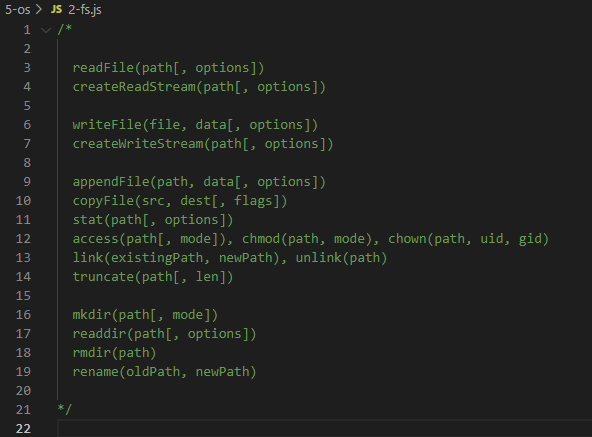 5-os > JS 2-fs.js
1 /*
2
3 readFile(path[, options])
4 createReadStream(path[, options])
5
6 writeFile(file, data[, options])
7 createWriteStream(path[, options])
8
9 appendFile(path, data[, options])
10 copyFile(src, dest[, flags])
11 stat(path[, options])
12 access(path[, mode]), chmod(path, mode), chown(path, uid, gid)
13 link(existingPath, newPath), unlink(path)
14 truncate(path[, len])
15
16 mkdir(path[, mode])
17 readdir(path[, options])
18 rmdir(path)
19 rename(oldPath, newPath)
20
21 */
22